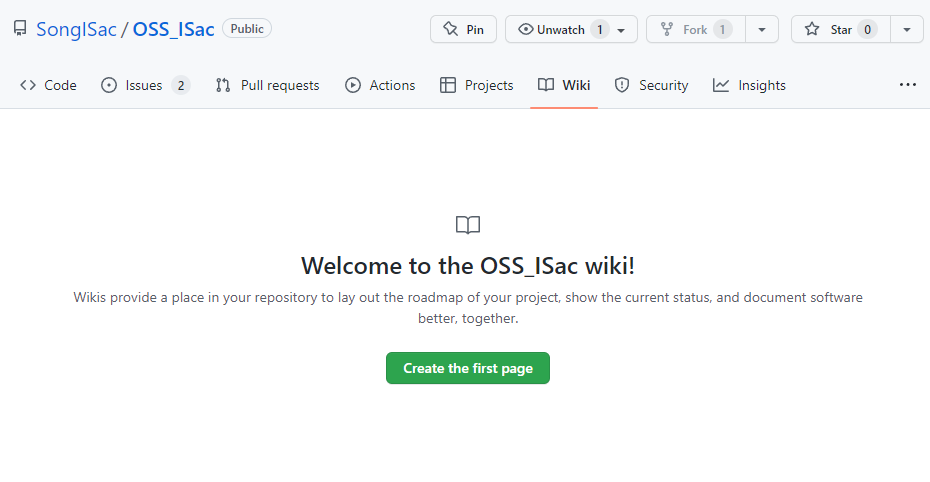 SongISac / OSS_ISac Public Pin Unwatch 1 Fork 1 Star 0
Code Issues 2 Pull requests Actions Projects Wiki Security Insights
Welcome to the OSS_ISac wiki!
Wikis provide a place in your repository to lay out the roadmap of your project, show the current status, and document software
better, together.
Create the first page